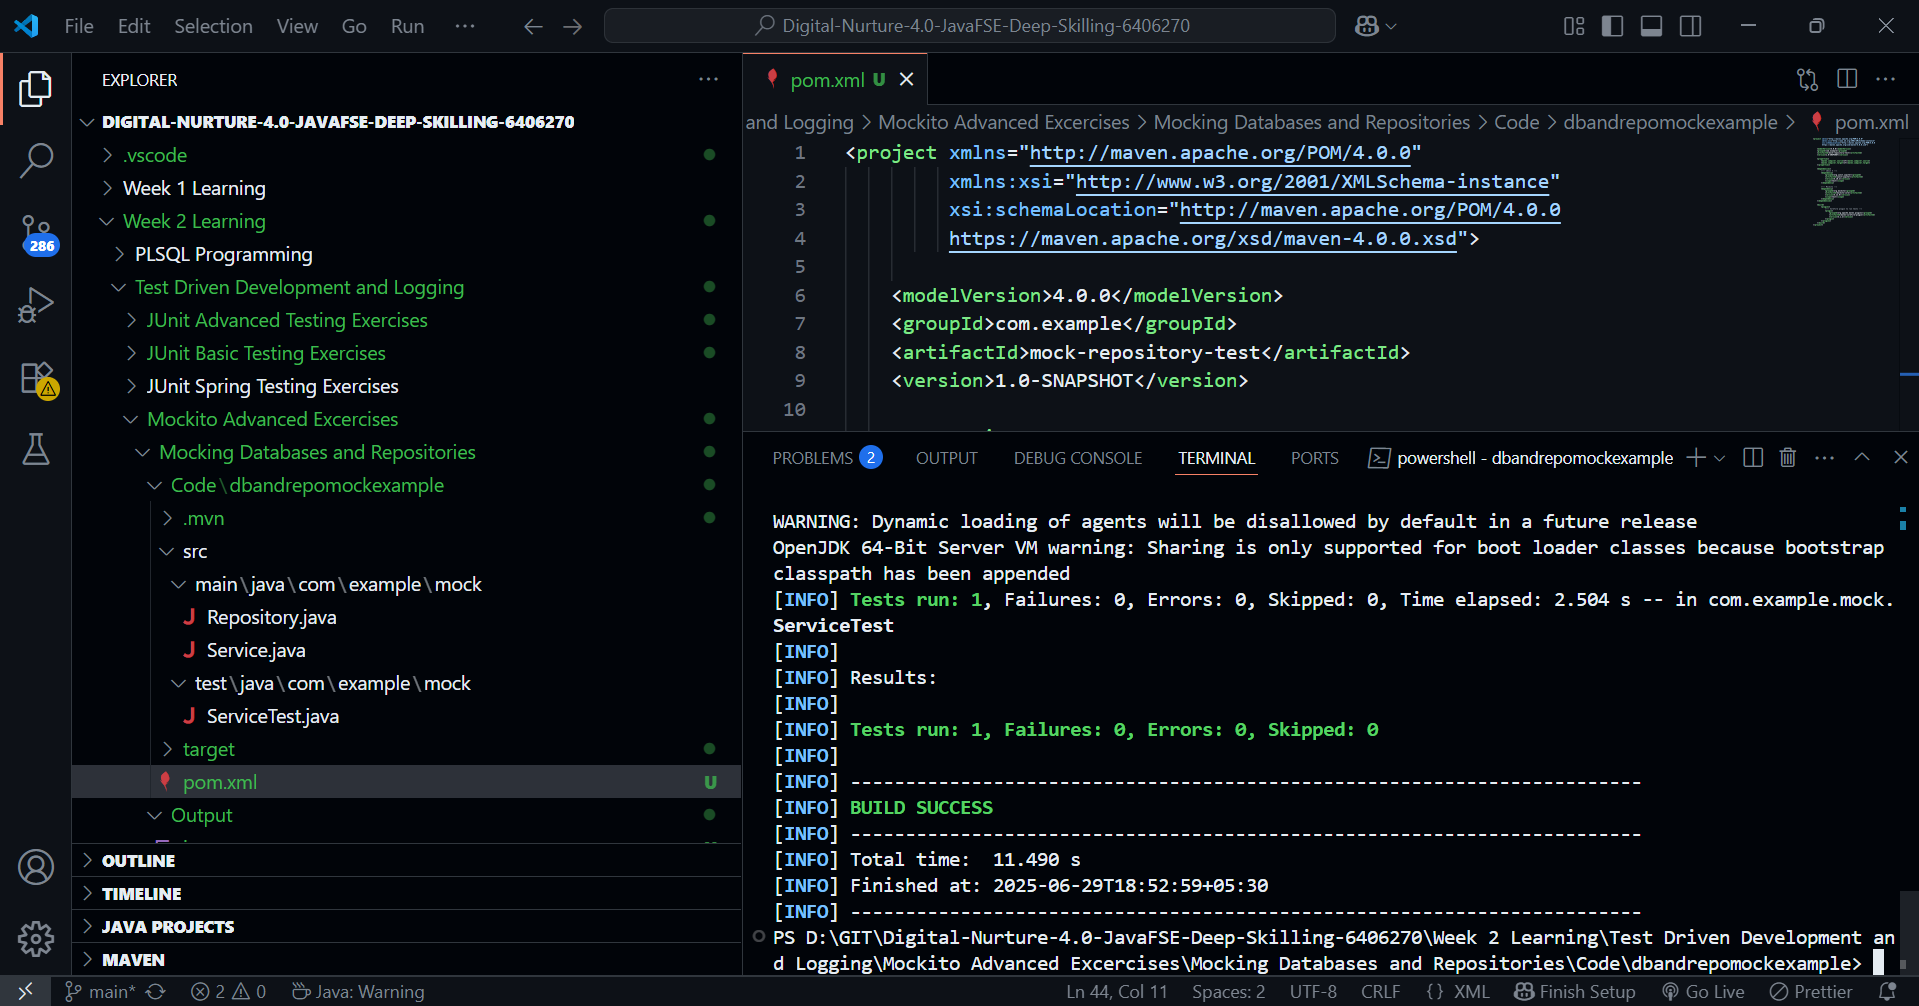 File Edit Selection View Go Run ··· Digital-Nurture-4.0-JavaFSE-Deep-Skilling-6406270
EXPLORER
DIGITAL-NURTURE-4.0-JAVAFSE-DEEP-SKILLING-6406270
.vscode
Week 1 Learning
Week 2 Learning
286
PLSQL Programming
Test Driven Development and Logging
JUnit Advanced Testing Exercises
JUnit Basic Testing Exercises
JUnit Spring Testing Exercises
Mockito Advanced Excercises
Mocking Databases and Repositories
Code\dbandrepomockexample
.mvn
src
main\java\com\example\mock
J Repository.java
J Service.java
test\java\com\example\mock
J ServiceTest.java
target
pom.xml U
Output
OUTLINE
TIMELINE
JAVA PROJECTS
MAVEN
pom.xml U
and Logging > Mockito Advanced Excercises > Mocking Databases and Repositories > Code > dbandrepomockexample > pom.xml
1 <project xmlns="http://maven.apache.org/POM/4.0.0"
2 xmlns:xsi="http://www.w3.org/2001/XMLSchema-instance"
3 xsi:schemaLocation="http://maven.apache.org/POM/4.0.0
4 https://maven.apache.org/xsd/maven-4.0.0.xsd">
5
6 <modelVersion>4.0.0</modelVersion>
7 <groupId>com.example</groupId>
8 <artifactId>mock-repository-test</artifactId>
9 <version>1.0-SNAPSHOT</version>
10
PROBLEMS 2 OUTPUT DEBUG CONSOLE TERMINAL PORTS powershell - dbandrepomockexample
WARNING: Dynamic loading of agents will be disallowed by default in a future release
OpenJDK 64-Bit Server VM warning: Sharing is only supported for boot loader classes because bootstrap
classpath has been appended
[INFO] Tests run: 1, Failures: 0, Errors: 0, Skipped: 0, Time elapsed: 2.504 s -- in com.example.mock.
ServiceTest
[INFO]
[INFO] Results:
[INFO]
[INFO] Tests run: 1, Failures: 0, Errors: 0, Skipped: 0
[INFO]
[INFO] ------------------------------------------------------------------------
[INFO] BUILD SUCCESS
[INFO] ------------------------------------------------------------------------
[INFO] Total time:  11.490 s
[INFO] Finished at: 2025-06-29T18:52:59+05:30
[INFO] ------------------------------------------------------------------------
PS D:\GIT\Digital-Nurture-4.0-JavaFSE-Deep-Skilling-6406270\Week 2 Learning\Test Driven Development an
d Logging\Mockito Advanced Excercises\Mocking Databases and Repositories\Code\dbandrepomockexample>
main* 2 0 Java: Warning Ln 44, Col 11 Spaces: 2 UTF-8 CRLF {} XML Finish Setup Go Live Prettier